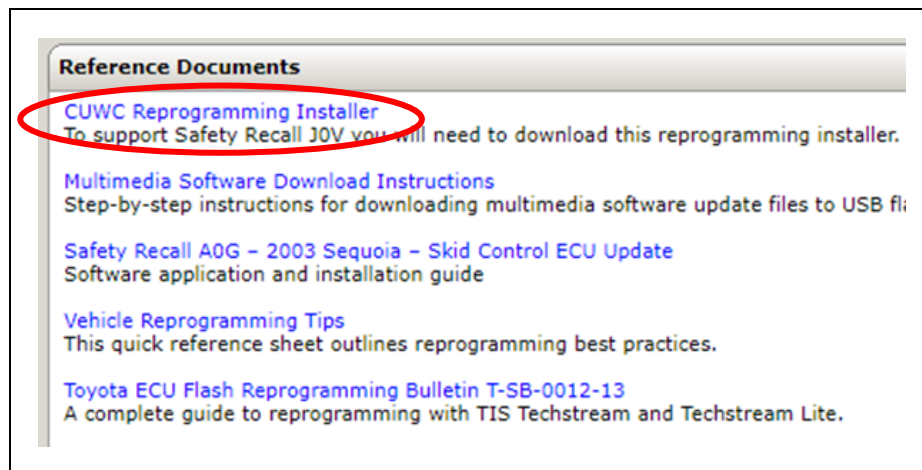 Reference Documents
CUWC Reprogramming Installer
To support Safety Recall J0V you will need to download this reprogramming installer.
Multimedia Software Download Instructions
Step-by-step instructions for downloading multimedia software update files to USB fl
Safety Recall A0G – 2003 Sequoia – Skid Control ECU Update
Software application and installation guide
Vehicle Reprogramming Tips
This quick reference sheet outlines reprogramming best practices.
Toyota ECU Flash Reprogramming Bulletin T-SB-0012-13
A complete guide to reprogramming with TIS Techstream and Techstream Lite.